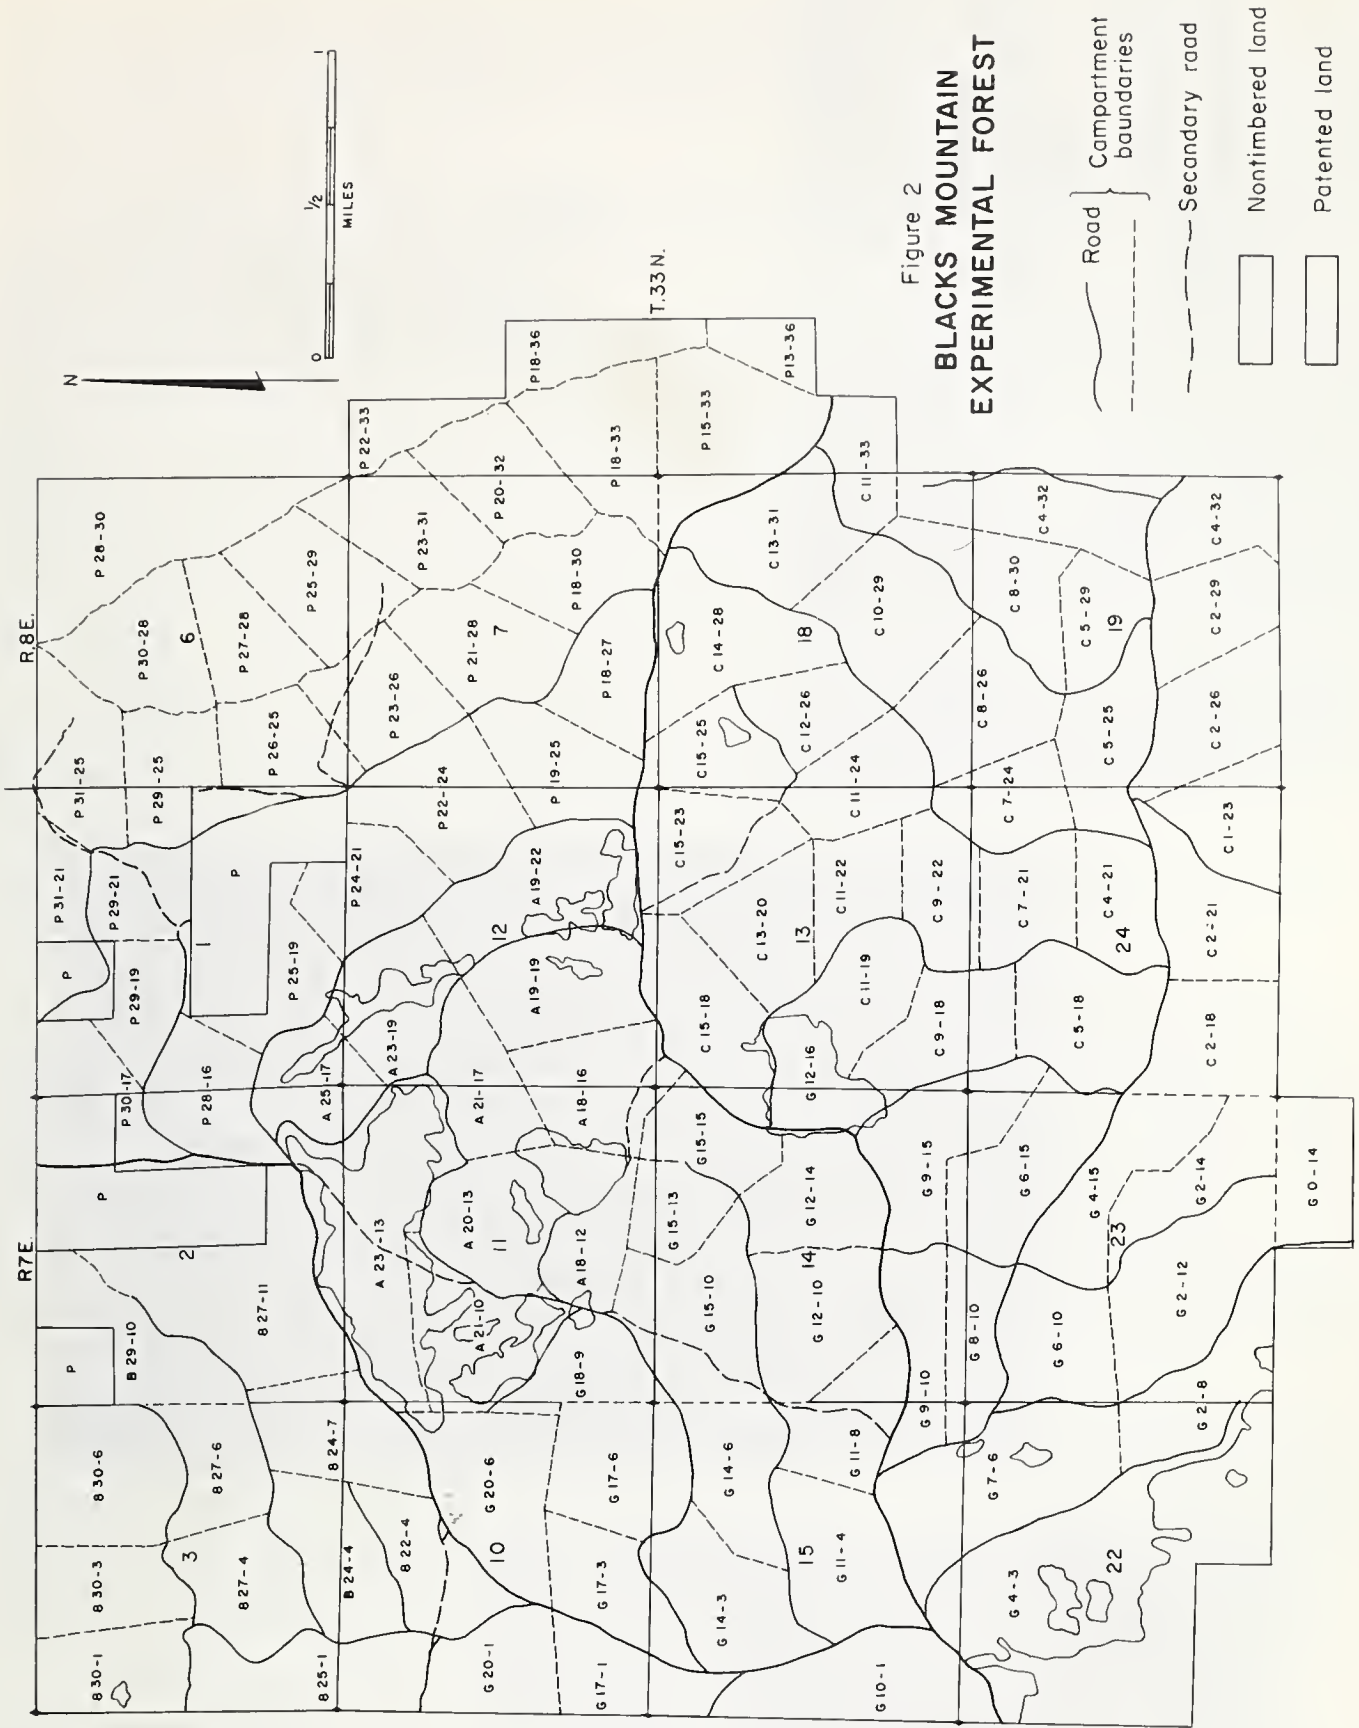 R.7E.
R.8E.
N
0 1/2 1
MILES
B 30-1
B 30-3
B 30-6
P
B 29-10
P
P 30-17
P 29-19
P
P 31-21
P 29-21
P 31-25
P 29-25
P 30-28
P 28-30
3
2
1
6
B 27-4
B 27-6
B 27-11
P 28-16
P
P 26-25
P 27-28
P 25-29
B 25-1
B 24-4
B 24-7
A 25-17
P 25-19
P 24-21
P 22-33
B 22-4
A 23-13
A 23-19
P 22-24
P 23-26
P 23-31
G 20-1
G 20-6
A 21-10
A 20-13
A 21-17
P 21-28
P 20-32
10
11
12
7
A 19-19
A 19-22
P 19-25
P 18-30
P 18-36
G 17-1
G 17-3
G 17-6
G 18-9
A 18-12
A 18-16
P 18-27
P 18-33
T. 33 N.
G 14-3
G 14-6
G 15-10
G 15-13
G 15-15
C 15-18
C 15-23
C 15-25
C 14-28
P 15-33
C 13-20
C 13-31
P 13-36
15
14
13
18
G 11-4
G 11-8
G 12-10
G 12-14
G 12-16
C 11-22
C 12-26
G 10-1
C 11-19
C 11-24
C 10-29
C 11-33
G 9-10
G 9-15
C 9-18
C 9-22
G 7-6
G 8-10
C 7-21
C 7-24
C 8-26
C 8-30
G 4-3
G 6-10
G 6-15
C 5-18
C 4-21
C 5-25
C 5-29
C 4-32
22
23
24
19
G 4-15
G 2-8
G 2-12
G 2-14
C 2-18
C 2-21
C 1-23
C 2-26
C 2-29
C 4-32
G 0-14
Figure 2
BLACKS MOUNTAIN
EXPERIMENTAL FOREST
Road
Compartment
boundaries
Secondary road
Nontimbered land
Patented land